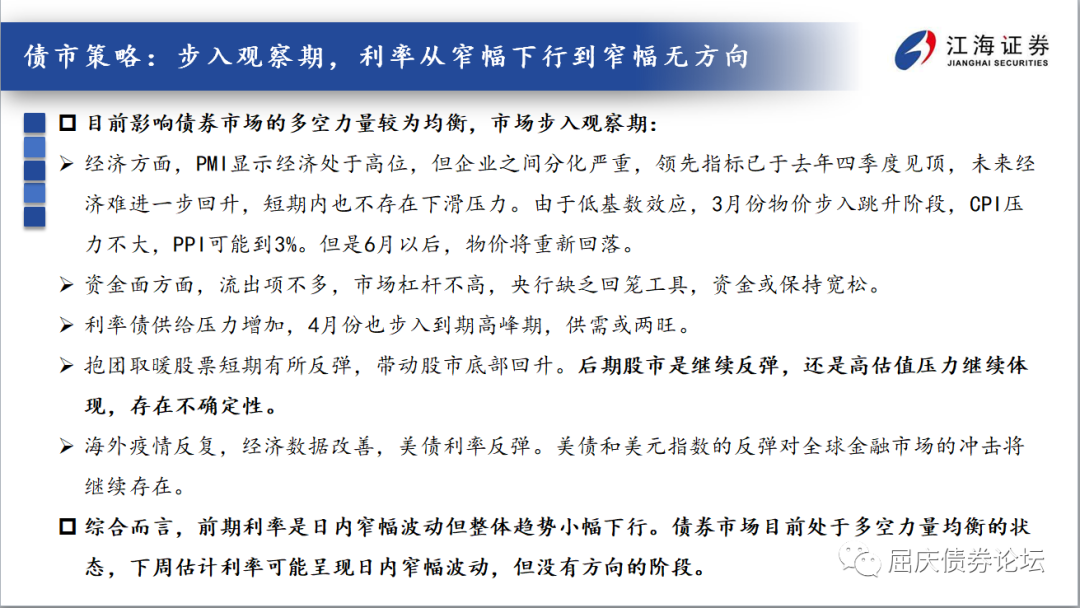 债市策略：步入观察期，利率从窄幅下行到窄幅无方向
江海证券
JIANGHAI SECURITIES
目前影响债券市场的多空力量较为均衡，市场步入观察期：
经济方面，PMI显示经济处于高位，但企业之间分化严重，领先指标已于去年四季度见顶，未来经
济难进一步回升，短期内也不存在下滑压力。由于低基数效应，3月份物价步入跳升阶段，CPI压
力不大，PPI可能到3%。但是6月以后，物价将重新回落。
资金面方面，流出项不多，市场杠杆不高，央行缺乏回笼工具，资金或保持宽松。
利率债供给压力增加，4月份也步入到期高峰期，供需或两旺。
抱团取暖股票短期有所反弹，带动股市底部回升。后期股市是继续反弹，还是高估值压力继续体
现，存在不确定性。
海外疫情反复，经济数据改善，美债利率反弹。美债和美元指数的反弹对全球金融市场的冲击将
继续存在。
综合而言，前期利率是日内窄幅波动但整体趋势小幅下行。债券市场目前处于多空力量均衡的状
态，下周估计利率可能呈现日内窄幅波动，但没有方向的阶段。
屈庆债券论坛